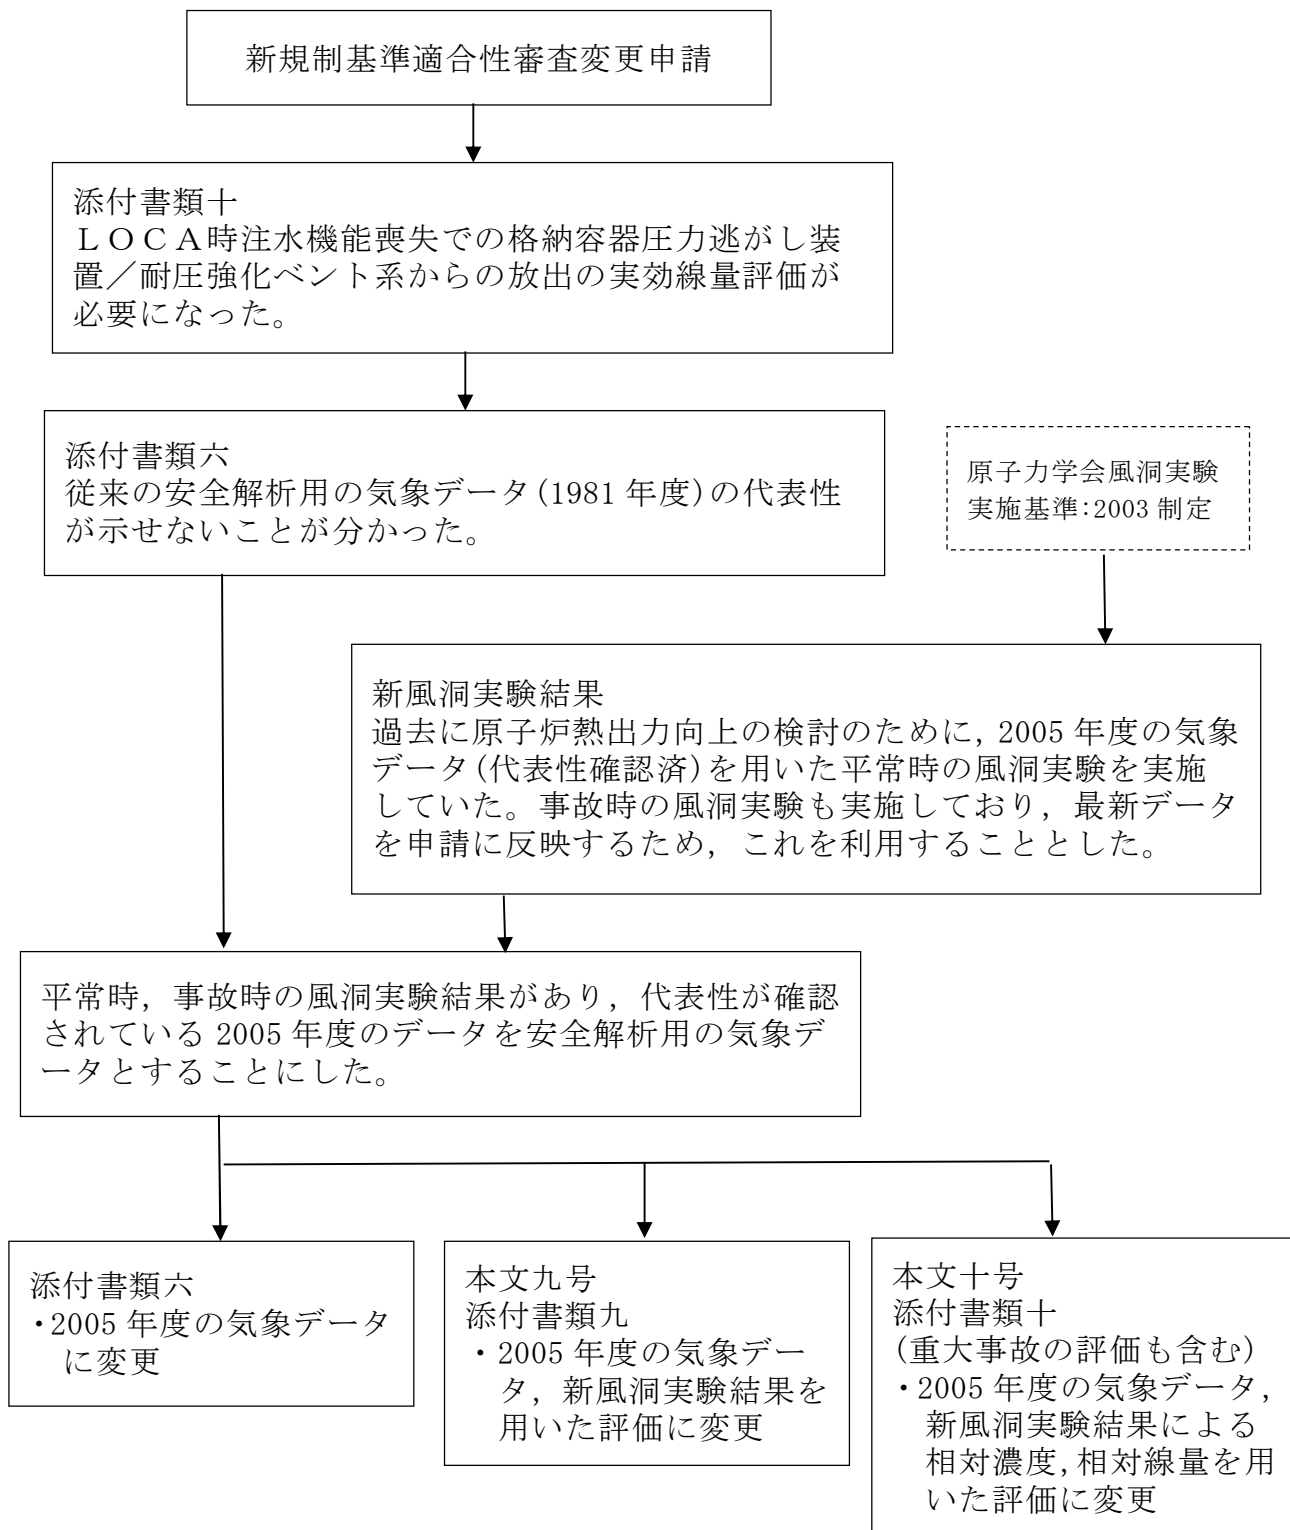 新規制基準適合性審査変更申請
添付書類十
ＬＯＣＡ時注水機能喪失での格納容器圧力逃がし装
置／耐圧強化ベント系からの放出の実効線量評価が
必要になった。
添付書類六
従来の安全解析用の気象データ(1981 年度)の代表性
が示せないことが分かった。
原子力学会風洞実験
実施基準:2003 制定
新風洞実験結果
過去に原子炉熱出力向上の検討のために, 2005 年度の気象
データ(代表性確認済)を用いた平常時の風洞実験を実施
していた。事故時の風洞実験も実施しており，最新データ
を申請に反映するため，これを利用することとした。
平常時，事故時の風洞実験結果があり，代表性が確認
されている 2005 年度のデータを安全解析用の気象デ
ータとすることにした。
添付書類六
・2005 年度の気象データ
に変更
本文九号
添付書類九
・2005 年度の気象デー
タ，新風洞実験結果を
用いた評価に変更
本文十号
添付書類十
(重大事故の評価も含む)
・2005 年度の気象データ,
新風洞実験結果による
相対濃度,相対線量を用
いた評価に変更